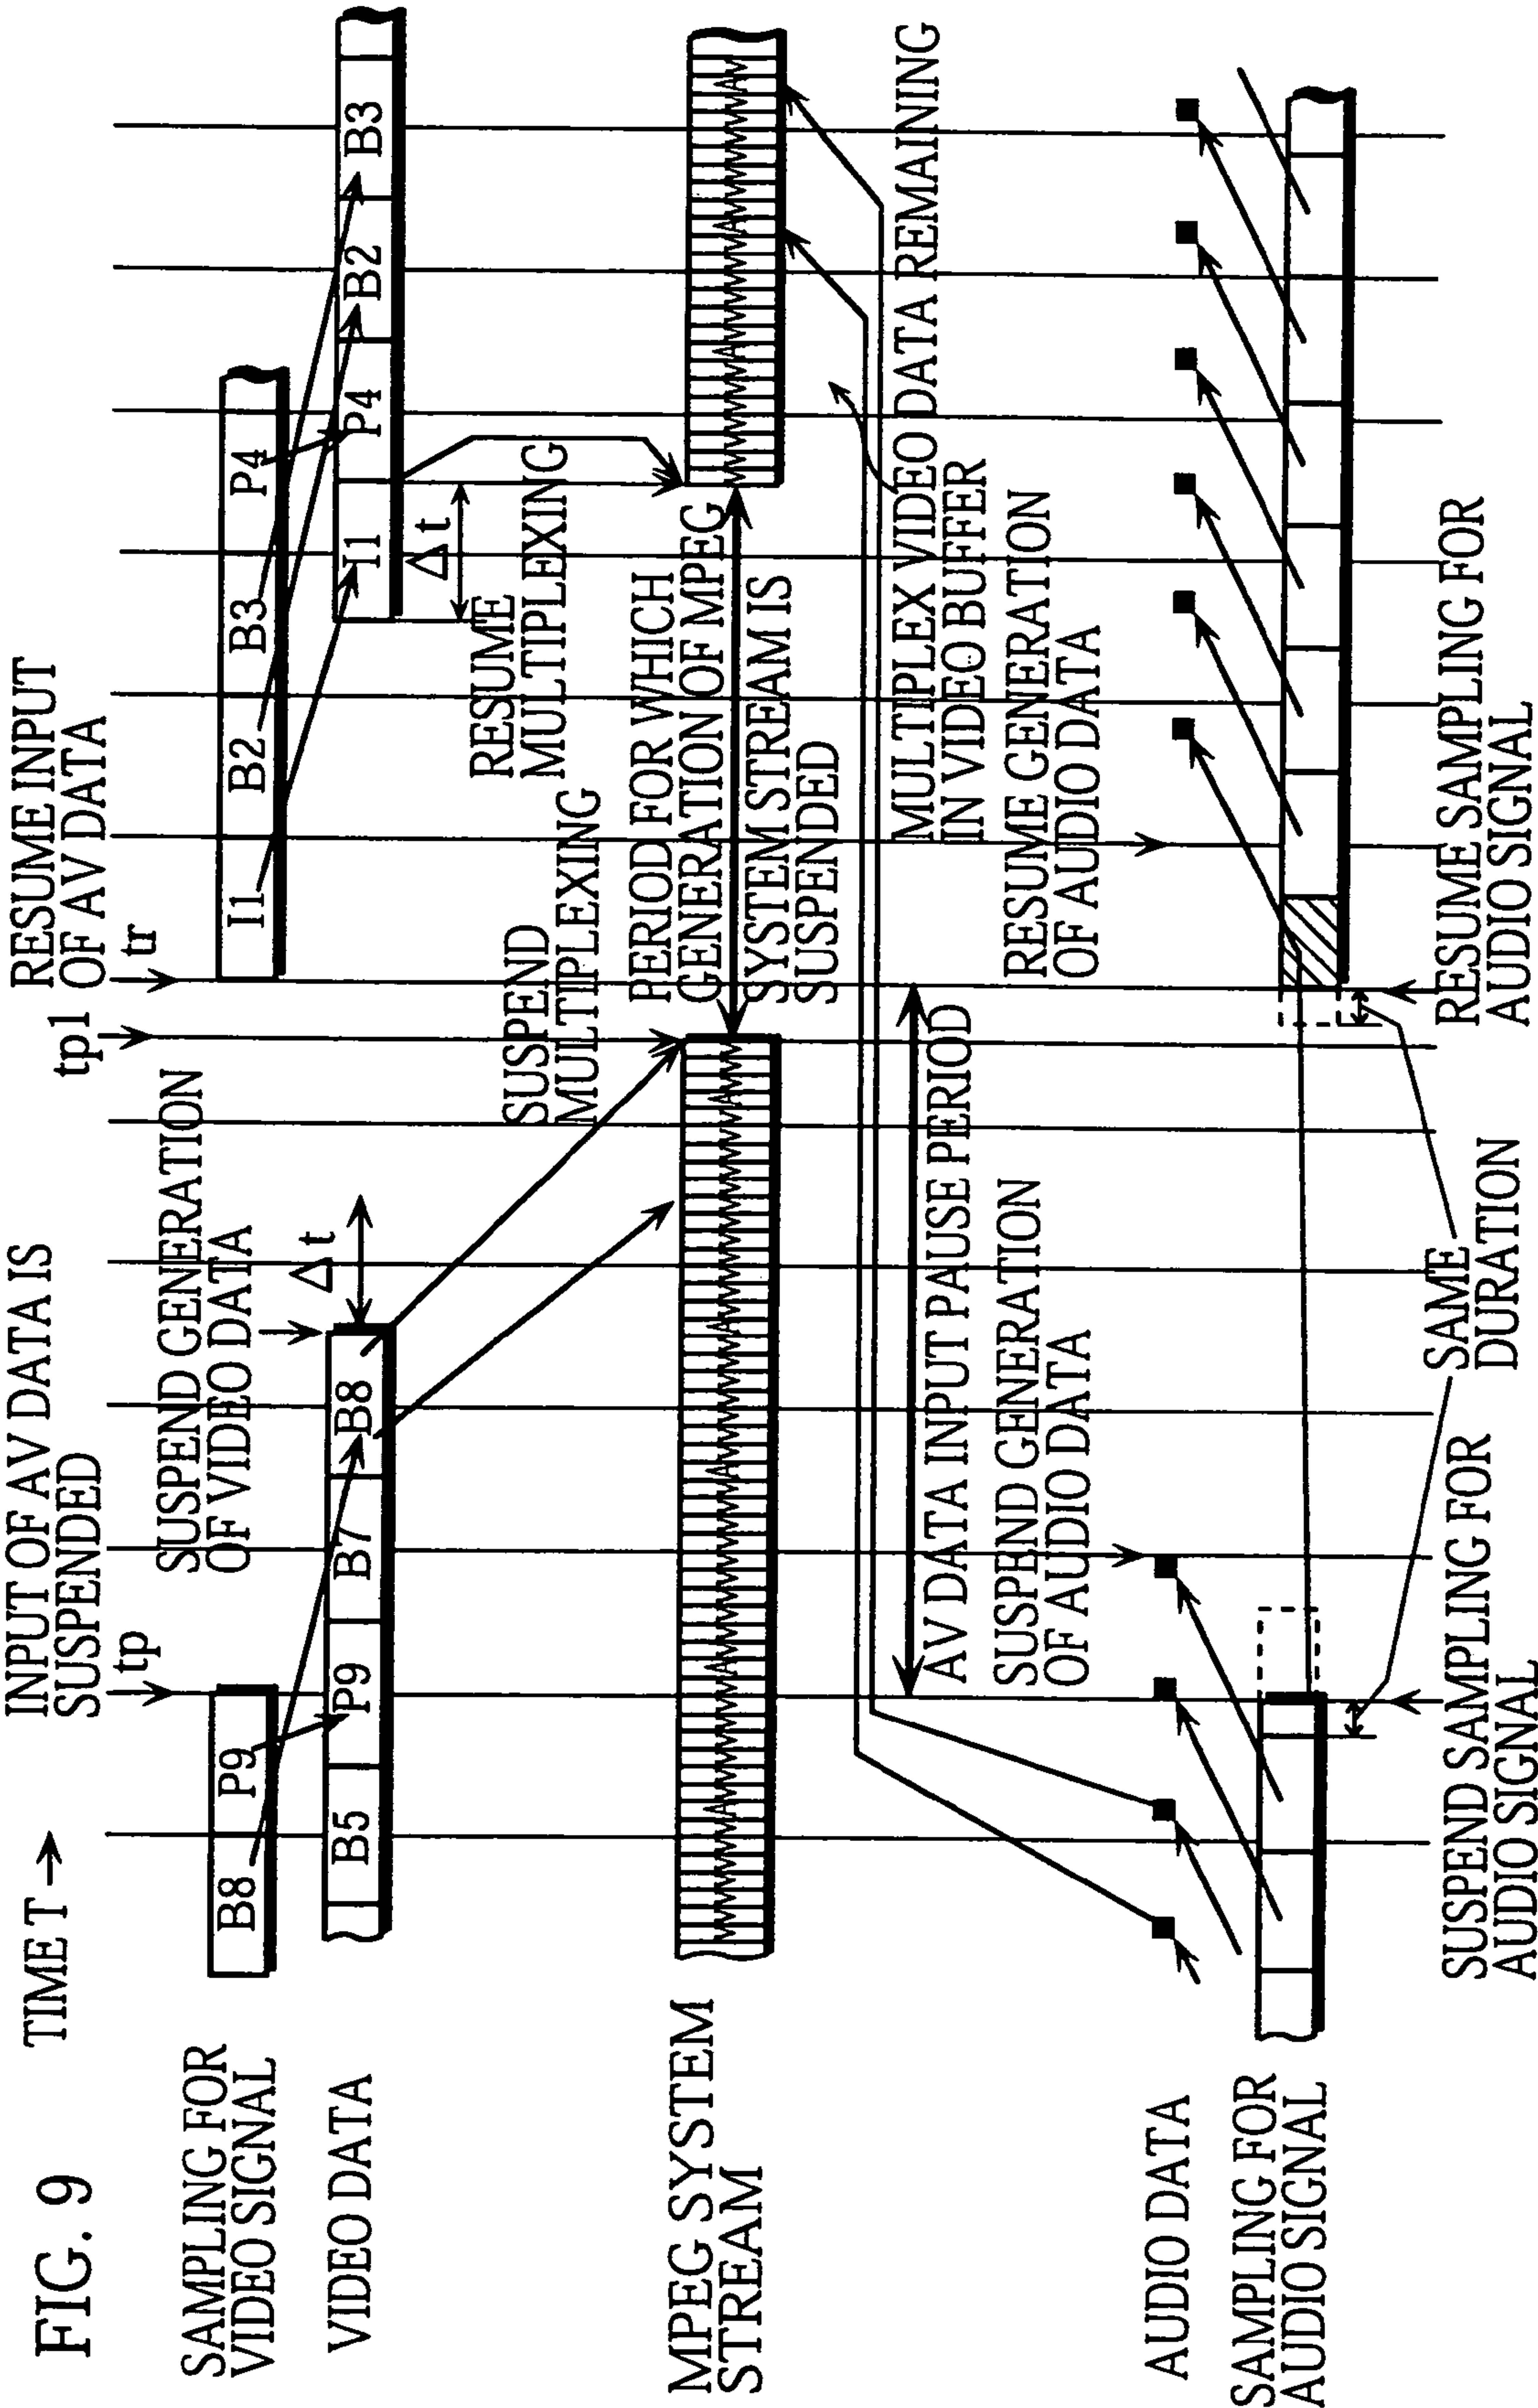 FIG. 9
TIME T →
INPUT OF AV DATA IS
SUSPENDED
tp
tp1
RESUME INPUT
OF AV DATA
tr
SAMPLING FOR
VIDEO SIGNAL
B8
P9
I1
B2
B3
P4
SUSPEND GENERATION
OF VIDEO DATA
VIDEO DATA
B5
P9
B7
B8
Δt
I1
P4
B2
B3
Δt
RESUME
MULTIPLEXING
SUSPEND
MULTIPLEXING
MPEG SYSTEM
STREAM
PERIOD FOR WHICH
GENERATION OF MPEG
SYSTEM STREAM IS
SUSPENDED
MULTIPLEX VIDEO DATA REMAINING
IN VIDEO BUFFER
AV DATA INPUT PAUSE PERIOD
SUSPEND GENERATION
OF AUDIO DATA
RESUME GENERATION
OF AUDIO DATA
AUDIO DATA
SAMPLING FOR
AUDIO SIGNAL
SUSPEND SAMPLING FOR
AUDIO SIGNAL
SAME
DURATION
RESUME SAMPLING FOR
AUDIO SIGNAL